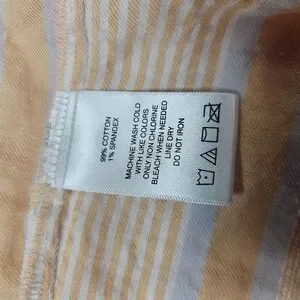 99% COTTON
1% SPANDEX
MACHINE WASH COLD
WITH LIKE COLORS
ONLY NON CHLORINE
BLEACH WHEN NEEDED
LINE DRY
DO NOT IRON